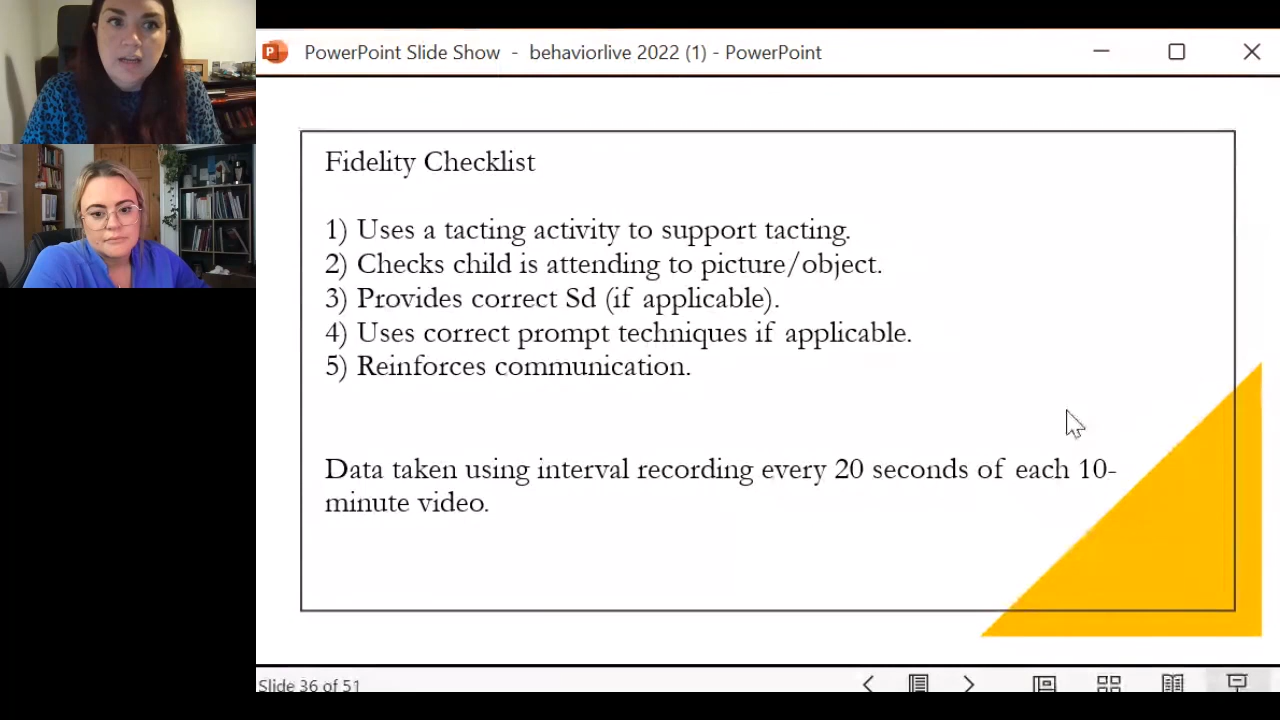 PowerPoint Slide Show - behaviorlive 2022 (1) - PowerPoint
Fidelity Checklist
1) Uses a tacting activity to support tacting.
2) Checks child is attending to picture/object.
3) Provides correct Sd (if applicable).
4) Uses correct prompt techniques if applicable.
5) Reinforces communication.
Data taken using interval recording every 20 seconds of each 10-
minute video.
Slide 36 of 51